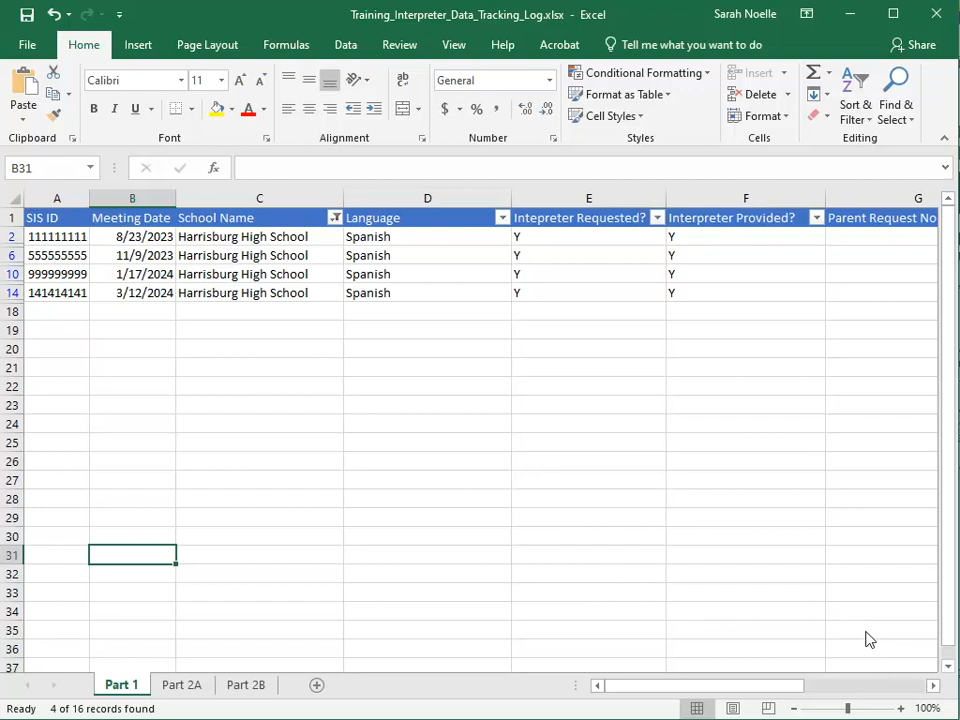 Training_Interpreter_Data_Tracking_Log.xlsx - Excel
Sarah Noelle
File Home Insert Page Layout Formulas Data Review View Help Acrobat Tell me what you want to do Share
Paste
Calibri 11
B I U
ab
General
$ % ,
Conditional Formatting
Format as Table
Cell Styles
Insert
Delete
Format
Sort & Filter
Find & Select
Clipboard Font Alignment Number Styles Cells Editing
B31 fx
A B C D E F G
1 SIS ID Meeting Date School Name Language Intepreter Requested? Interpreter Provided? Parent Request No
2 111111111 8/23/2023 Harrisburg High School Spanish Y Y
6 555555555 11/9/2023 Harrisburg High School Spanish Y Y
10 999999999 1/17/2024 Harrisburg High School Spanish Y Y
14 141414141 3/12/2024 Harrisburg High School Spanish Y Y
18
19
20
21
22
23
24
25
26
27
28
29
30
31
32
33
34
35
36
37
Part 1 Part 2A Part 2B
Ready 4 of 16 records found 100%